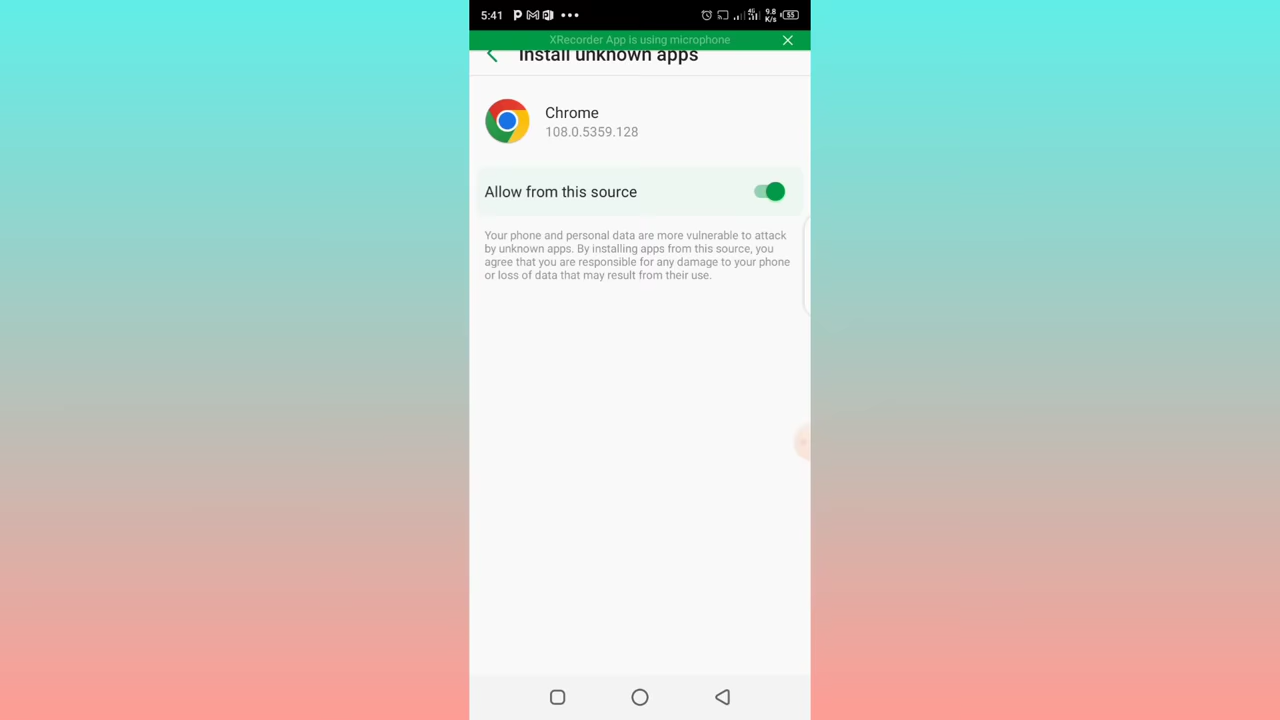 5:41
9.8
K/s
55
XRecorder App is using microphone
Install unknown apps
Chrome
108.0.5359.128
Allow from this source
Your phone and personal data are more vulnerable to attack
by unknown apps. By installing apps from this source, you
agree that you are responsible for any damage to your phone
or loss of data that may result from their use.